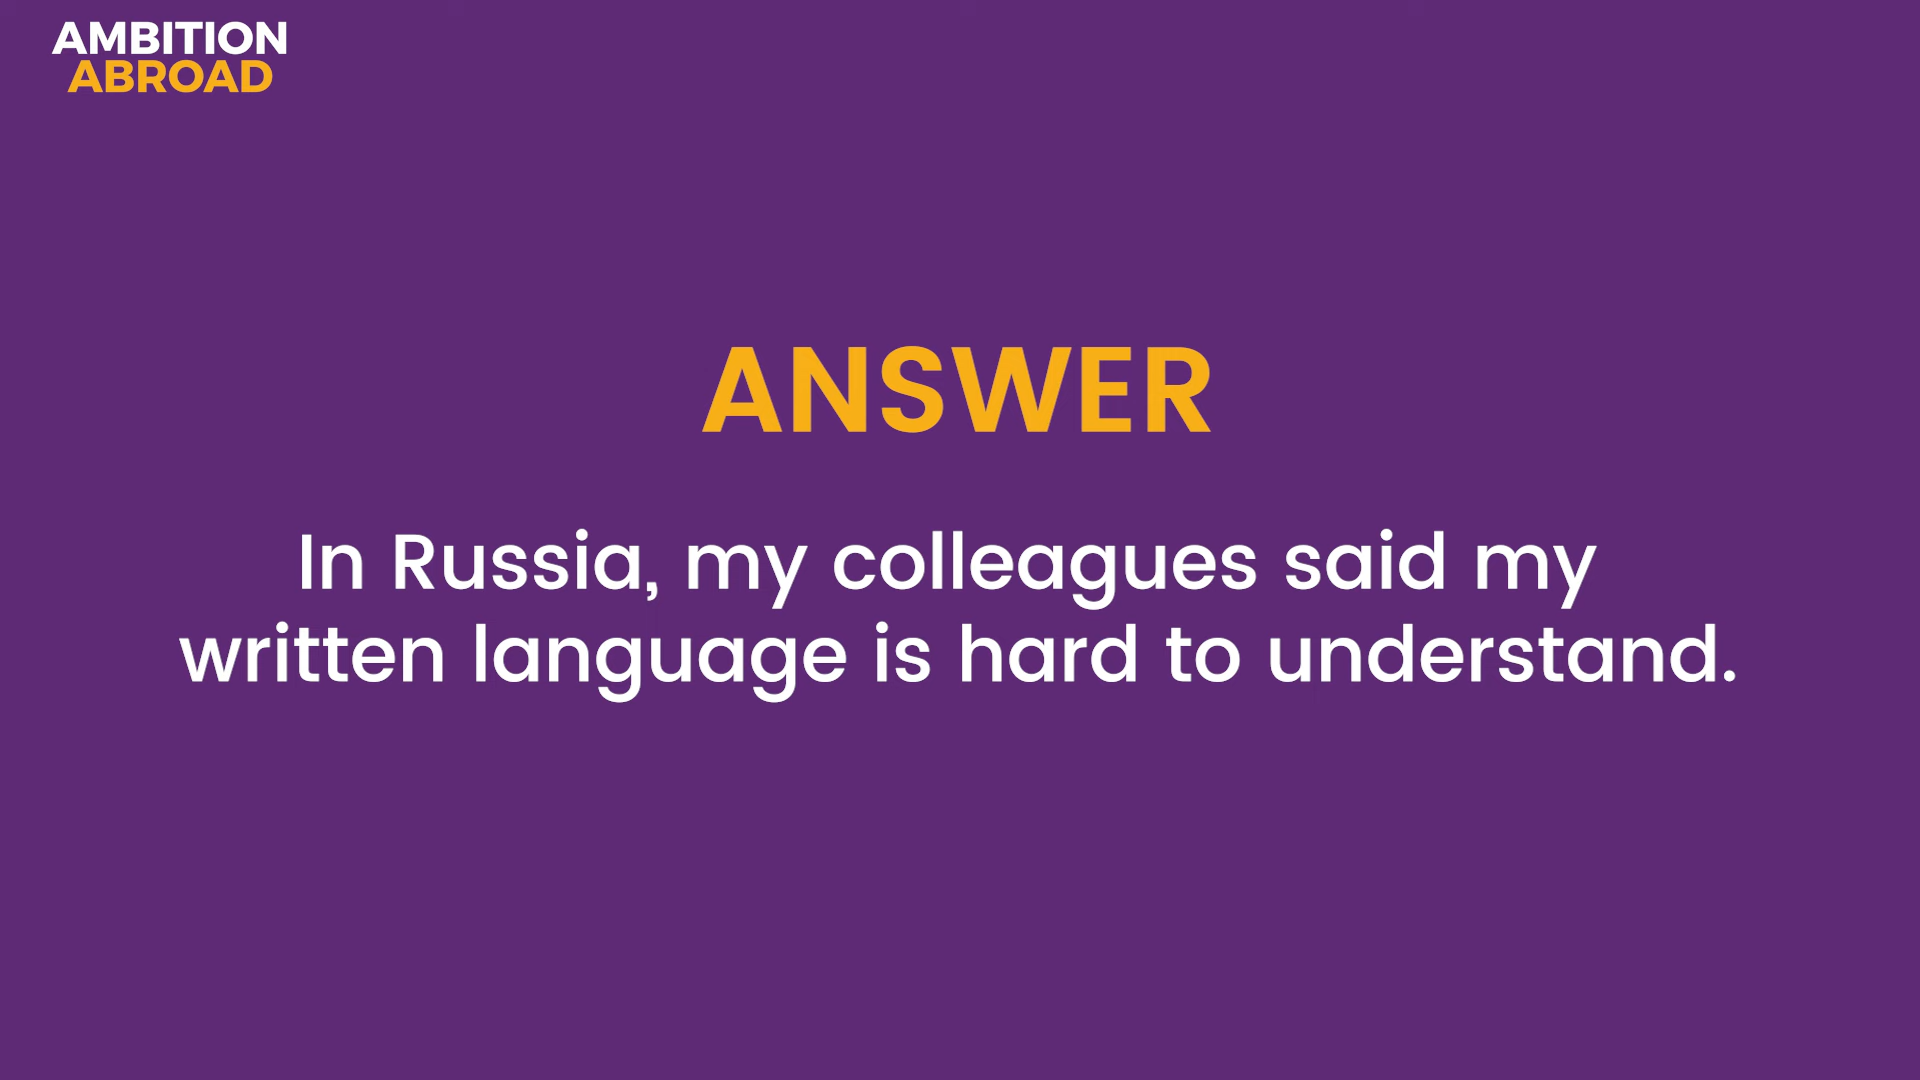 AMBITION
ABROAD
ANSWER
In Russia, my colleagues said my
written language is hard to understand.